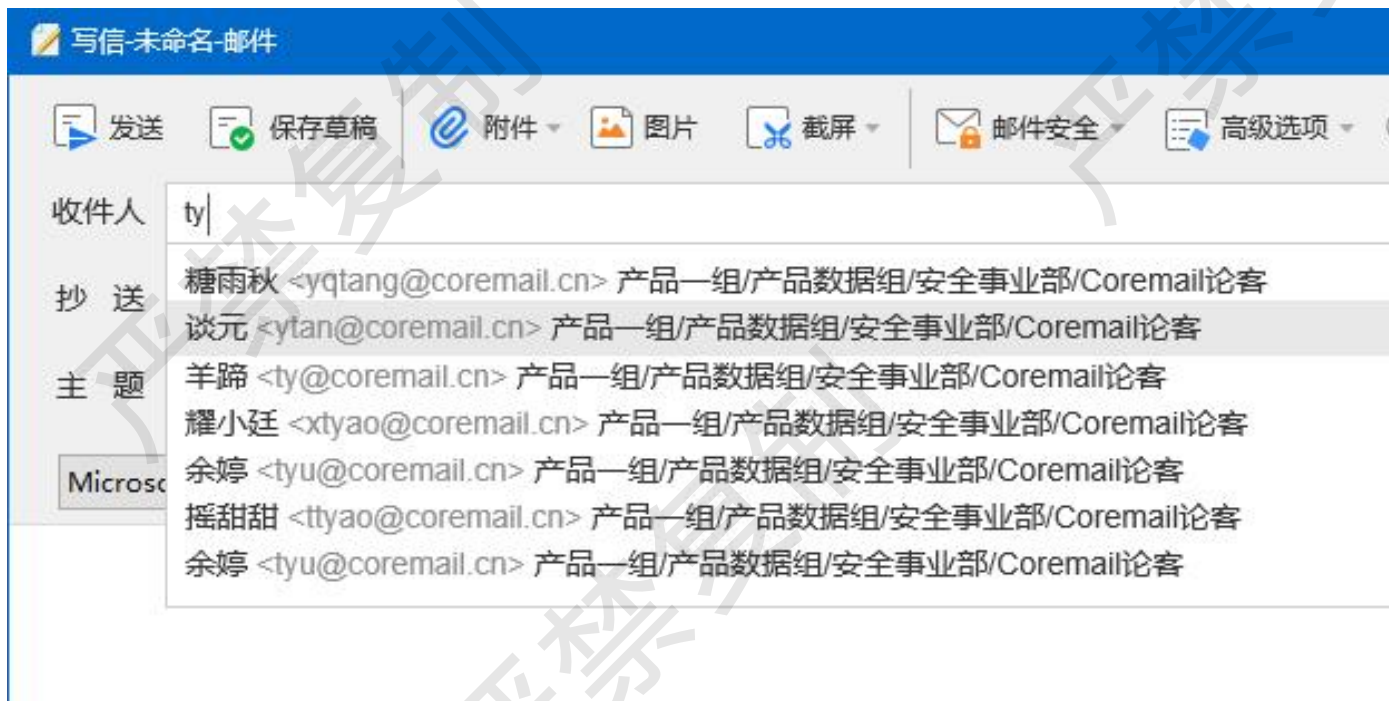 写信-未命名-邮件
发送 保存草稿 附件 图片 截屏 邮件安全 高级选项
收件人 ty
糖雨秋 <yqtang@coremail.cn> 产品一组/产品数据组/安全事业部/Coremail论客
抄 送
谈元 <ytan@coremail.cn> 产品一组/产品数据组/安全事业部/Coremail论客
羊蹄 <ty@coremail.cn> 产品一组/产品数据组/安全事业部/Coremail论客
主 题
耀小廷 <xtyao@coremail.cn> 产品一组/产品数据组/安全事业部/Coremail论客
余婷 <tyu@coremail.cn> 产品一组/产品数据组/安全事业部/Coremail论客
Microsc
摇甜甜 <ttyao@coremail.cn> 产品一组/产品数据组/安全事业部/Coremail论客
余婷 <tyu@coremail.cn> 产品一组/产品数据组/安全事业部/Coremail论客
严禁复制
严禁
严禁复制